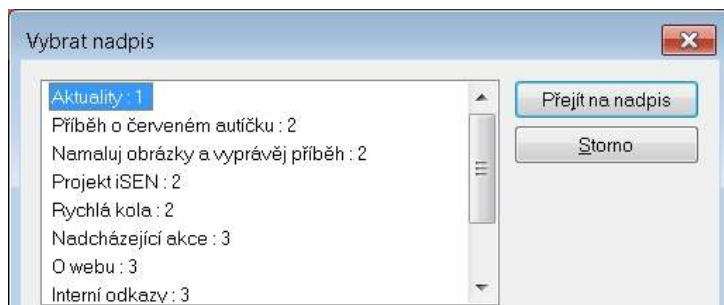 Vybrat nadpis
Aktuality : 1
Příběh o červeném autíčku : 2
Namaluj obrázky a vyprávěj příběh : 2
Projekt iSEN : 2
Rychlá kola : 2
Nadcházející akce : 3
O webu : 3
Interní odkazy : 3
Přejít na nadpis
Storno